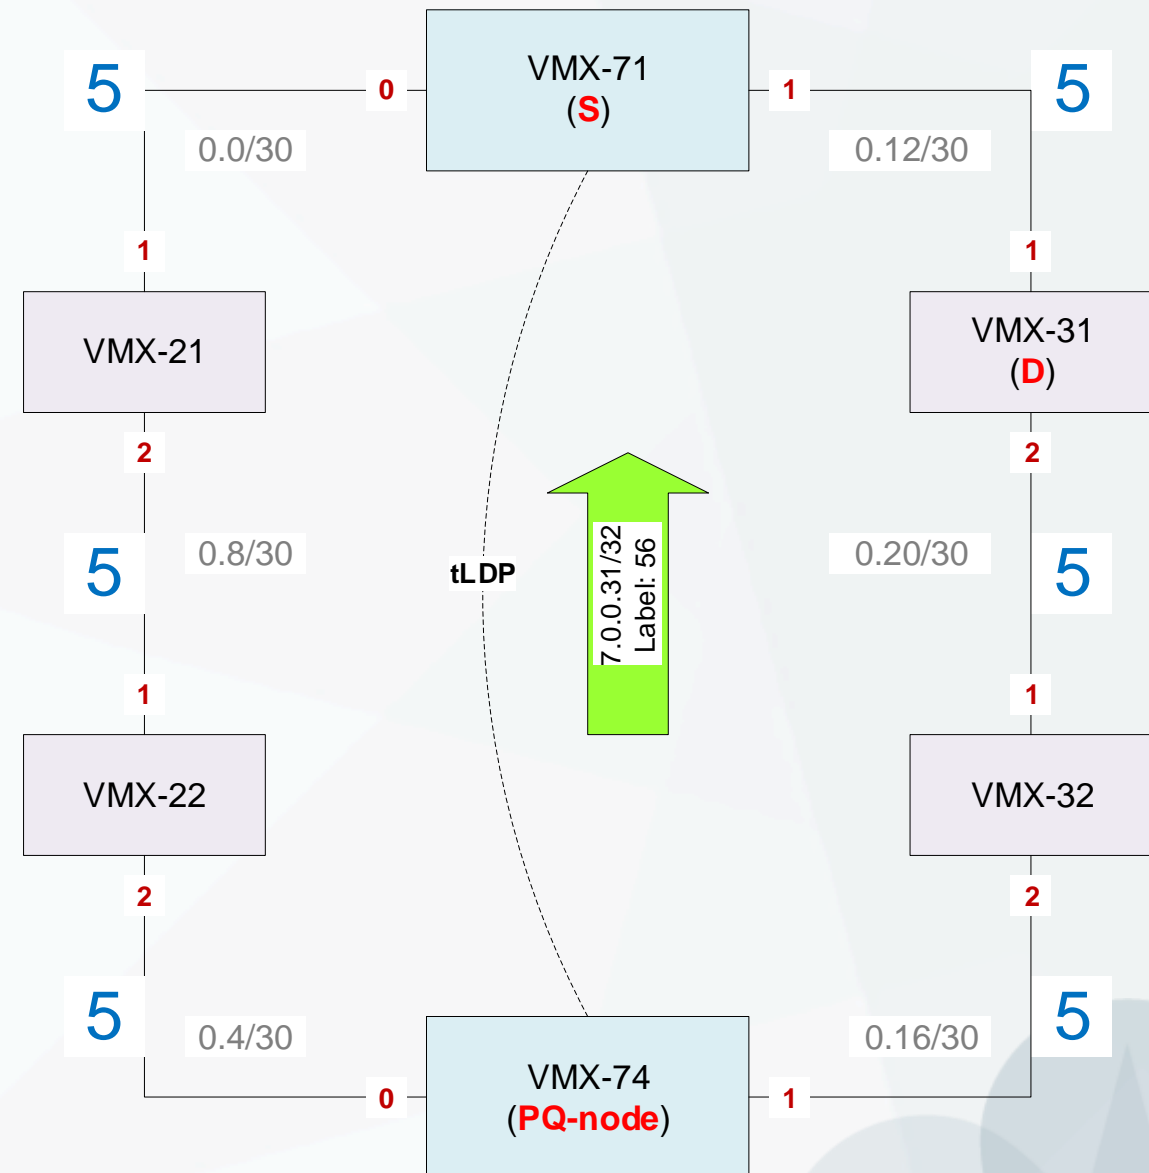 VMX-71
(S)
5
0
1
5
0.0/30
0.12/30
1
1
VMX-21
VMX-31
(D)
2
2
5
0.8/30
tLDP
7.0.0.31/32
Label: 56
0.20/30
5
1
1
VMX-22
VMX-32
2
2
5
0.4/30
0.16/30
5
VMX-74
(PQ-node)
0
1